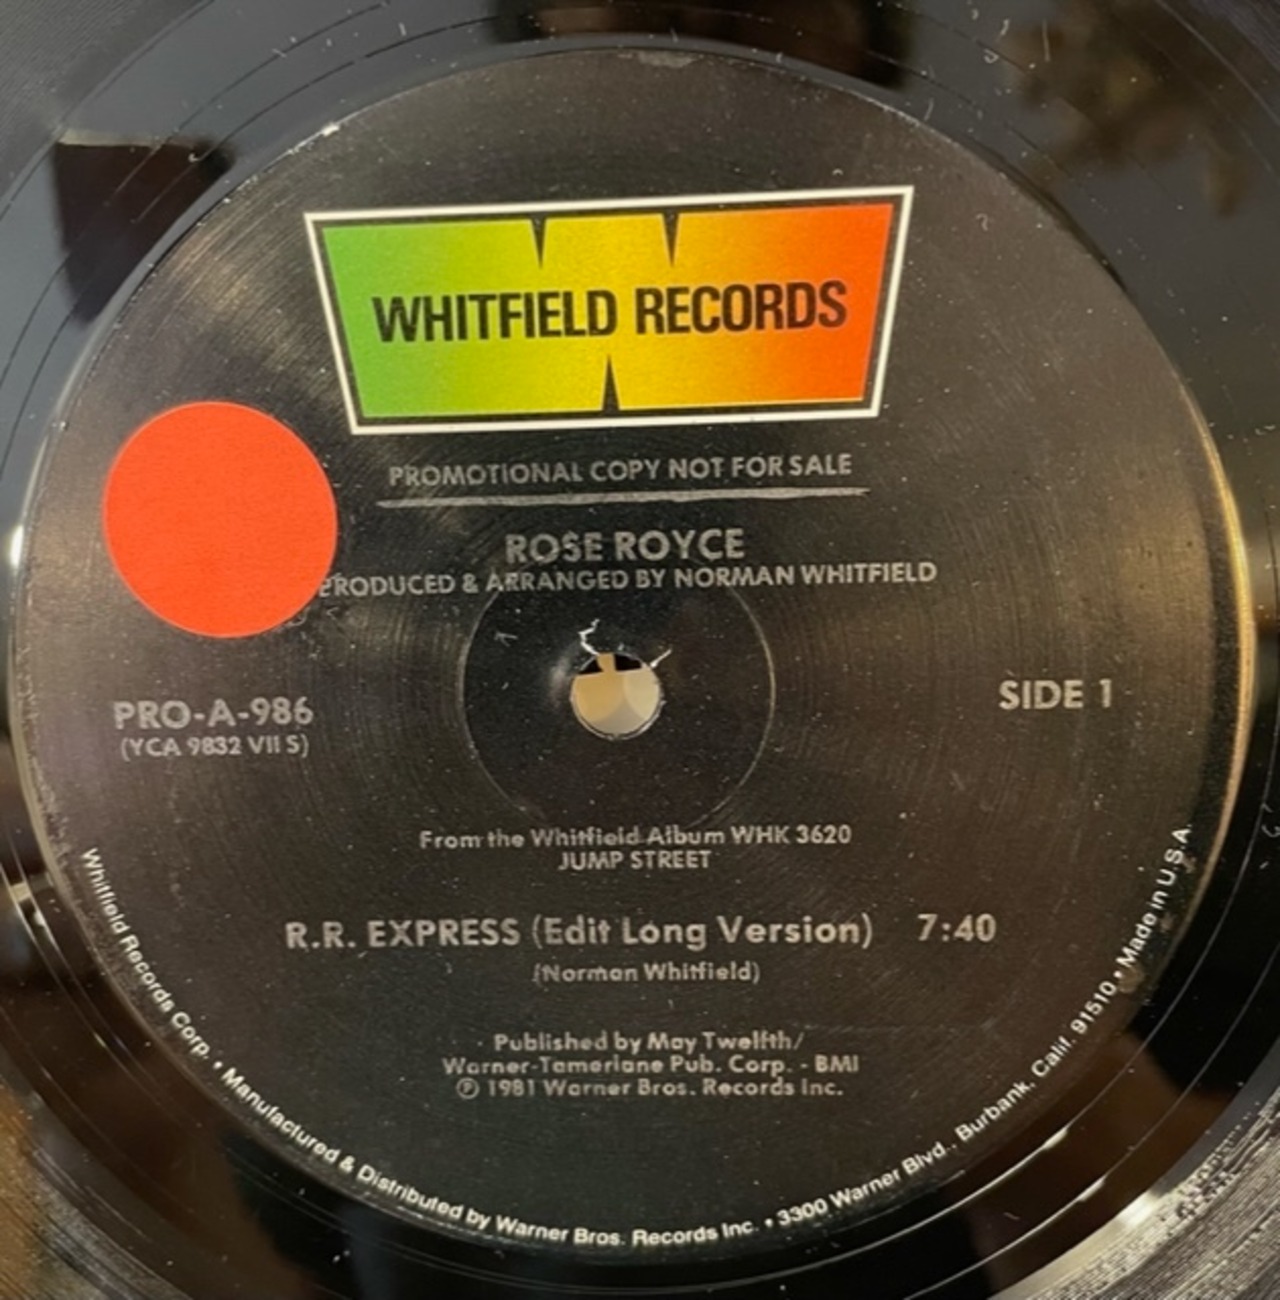 WHITFIELD RECORDS
PROMOTIONAL COPY NOT FOR SALE
ROSE ROYCE
PRODUCED & ARRANGED BY NORMAN WHITFIELD
PRO-A-986
(YCA 9832 VII S)
SIDE 1
From the Whitfield Album WHK 3620
JUMP STREET
R.R. EXPRESS (Edit Long Version) 7:40
(Norman Whitfield)
Published by May Twelfth/
Warner-Tamerlane Pub. Corp. - BMI
℗ 1981 Warner Bros. Records Inc.
Whitfield Records Corp. • Manufactured & Distributed by Warner Bros. Records Inc. • 3300 Warner Blvd., Burbank, Calif. 91510 • Made in U.S.A.